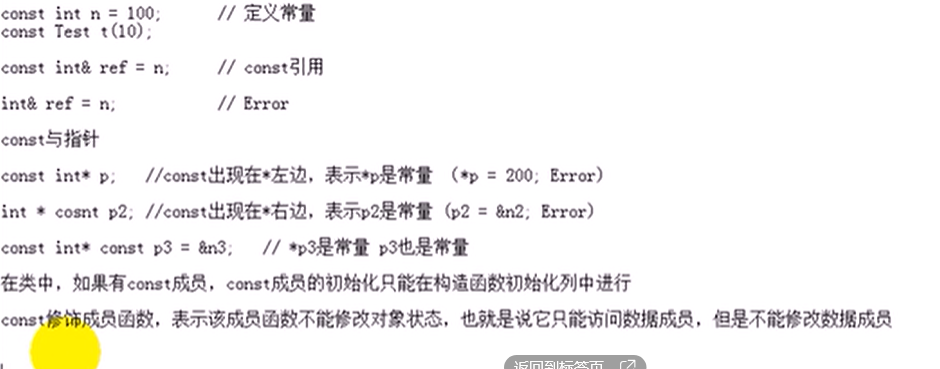 const int n = 100;      // 定义常量
const Test t(10);
const int& ref = n;     // const引用
int& ref = n;           // Error
const与指针
const int* p;   //const出现在*左边，表示*p是常量 （*p = 200; Error）
int * cosnt p2; //const出现在*右边，表示p2是常量 (p2 = &n2; Error)
const int* const p3 = &n3;   // *p3是常量 p3也是常量
在类中，如果有const成员，const成员的初始化只能在构造函数初始化列中进行
const修饰成员函数，表示该成员函数不能修改对象状态，也就是说它只能访问数据成员，但是不能修改数据成员
返回到标签页